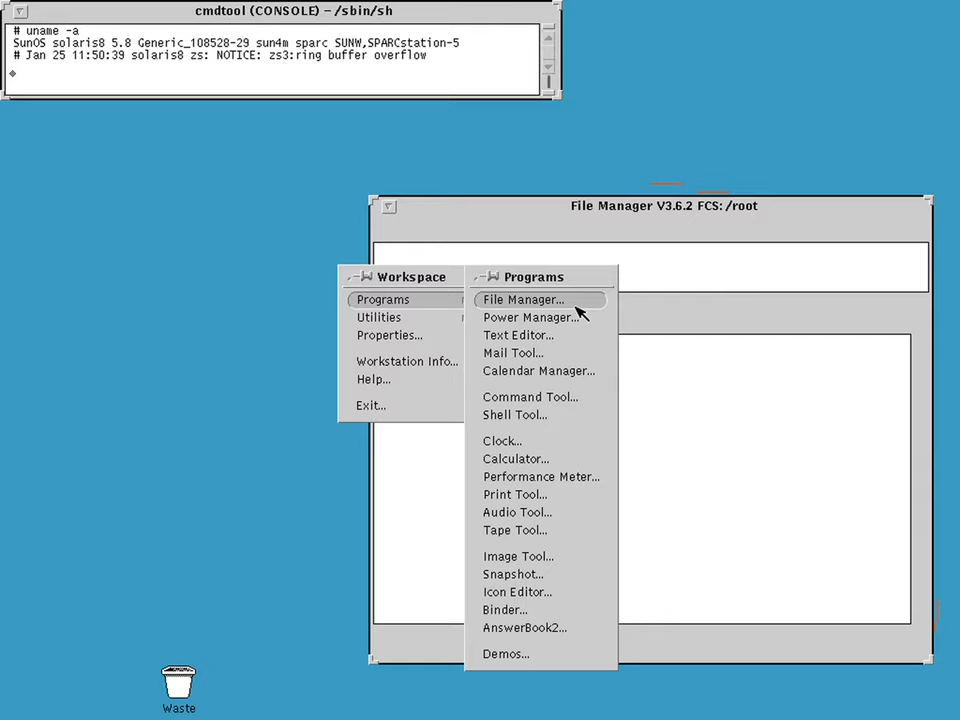 cmdtool (CONSOLE) - /sbin/sh
# uname -a
SunOS solaris8 5.8 Generic_108528-29 sun4m sparc SUNW,SPARCstation-5
# Jan 25 11:50:39 solaris8 zs: NOTICE: zs3:ring buffer overflow
File Manager V3.6.2 FCS: /root
Workspace
Programs
Utilities
Properties...
Workstation Info...
Help...
Exit...
Programs
File Manager...
Power Manager...
Text Editor...
Mail Tool...
Calendar Manager...
Command Tool...
Shell Tool...
Clock...
Calculator...
Performance Meter...
Print Tool...
Audio Tool...
Tape Tool...
Image Tool...
Snapshot...
Icon Editor...
Binder...
AnswerBook2...
Demos...
Waste